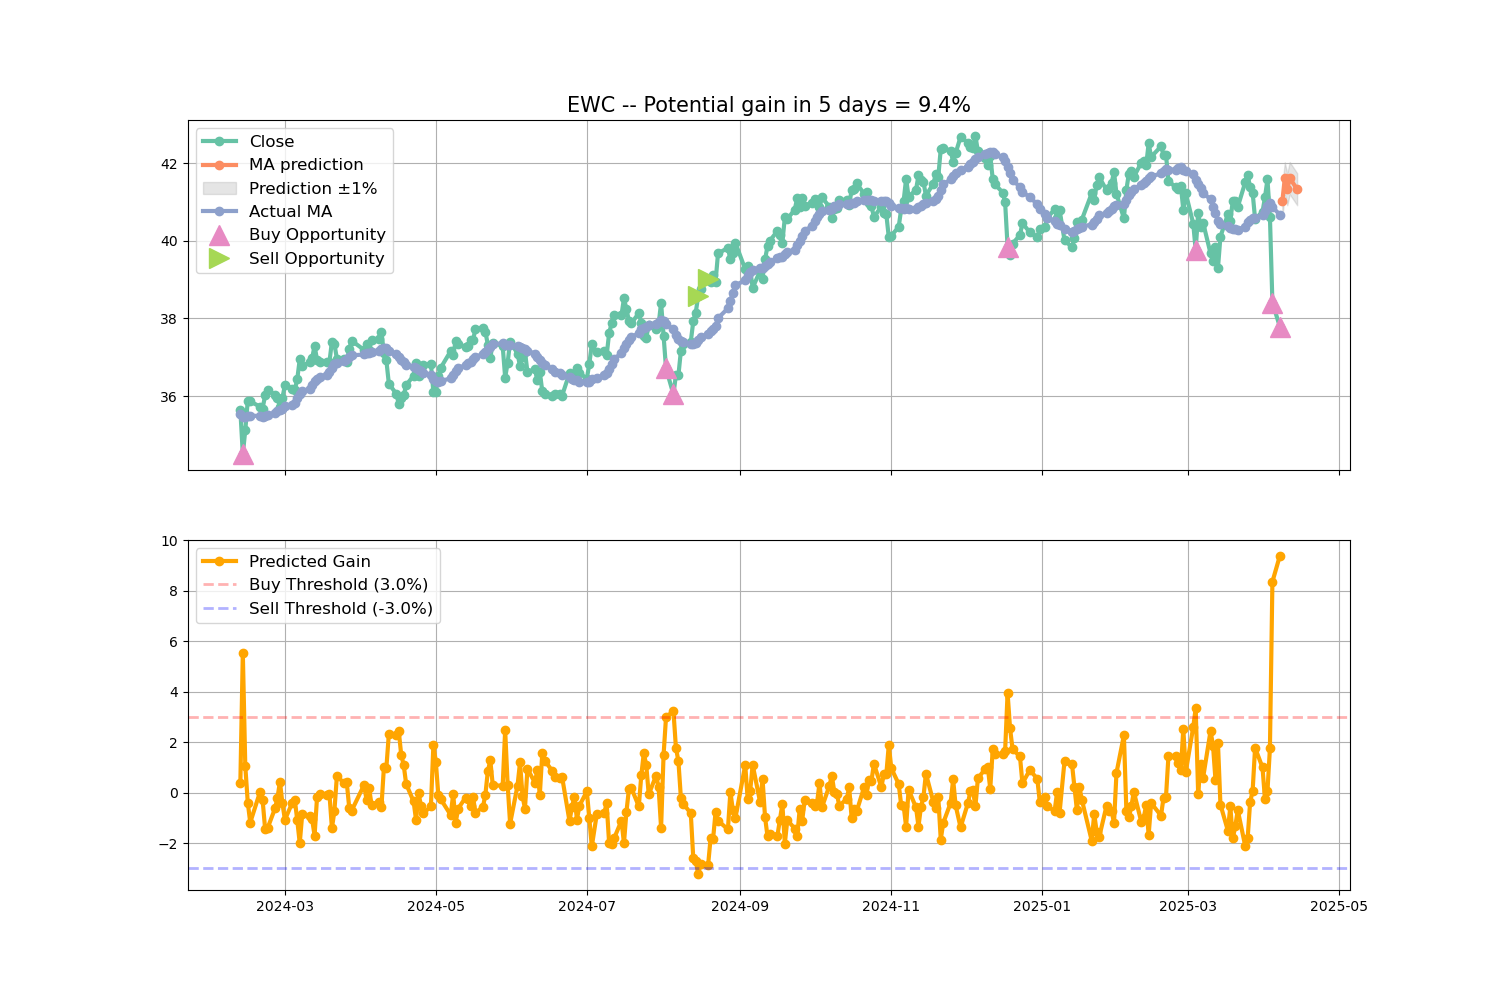 EWC -- Potential gain in 5 days = 9.4%
Close
MA prediction
Prediction ±1%
Actual MA
Buy Opportunity
Sell Opportunity
42
40
38
36
10
8
6
4
2
0
−2
Predicted Gain
Buy Threshold (3.0%)
Sell Threshold (-3.0%)
2024-03 2024-05 2024-07 2024-09 2024-11 2025-01 2025-03 2025-05